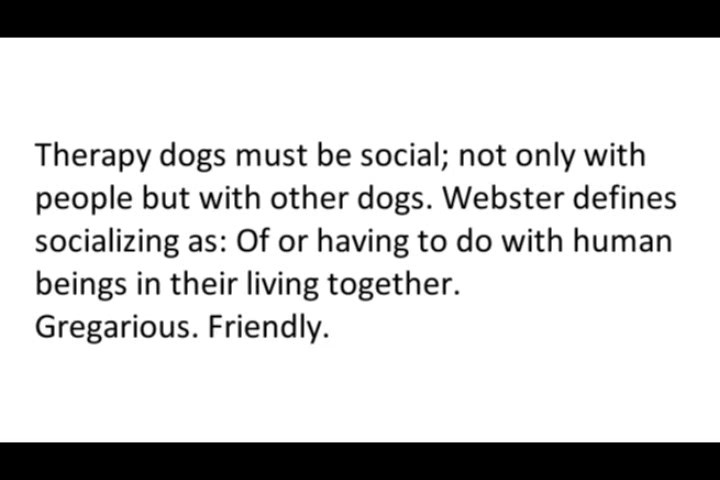 Therapy dogs must be social; not only with
people but with other dogs. Webster defines
socializing as: Of or having to do with human
beings in their living together.
Gregarious. Friendly.